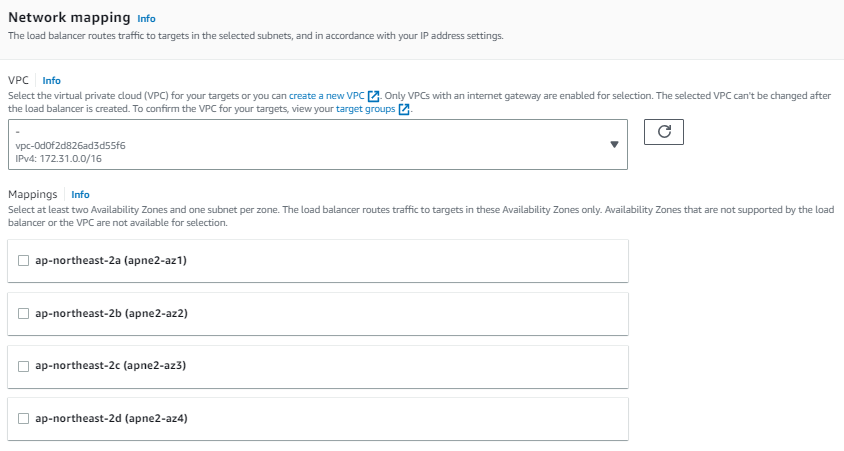 Network mapping Info
The load balancer routes traffic to targets in the selected subnets, and in accordance with your IP address settings.
VPC Info
Select the virtual private cloud (VPC) for your targets or you can create a new VPC. Only VPCs with an internet gateway are enabled for selection. The selected VPC can't be changed after
the load balancer is created. To confirm the VPC for your targets, view your target groups.
-
vpc-0d0f2d826ad3d55f6
IPv4: 172.31.0.0/16
Mappings Info
Select at least two Availability Zones and one subnet per zone. The load balancer routes traffic to targets in these Availability Zones only. Availability Zones that are not supported by the load
balancer or the VPC are not available for selection.
ap-northeast-2a (apne2-az1)
ap-northeast-2b (apne2-az2)
ap-northeast-2c (apne2-az3)
ap-northeast-2d (apne2-az4)